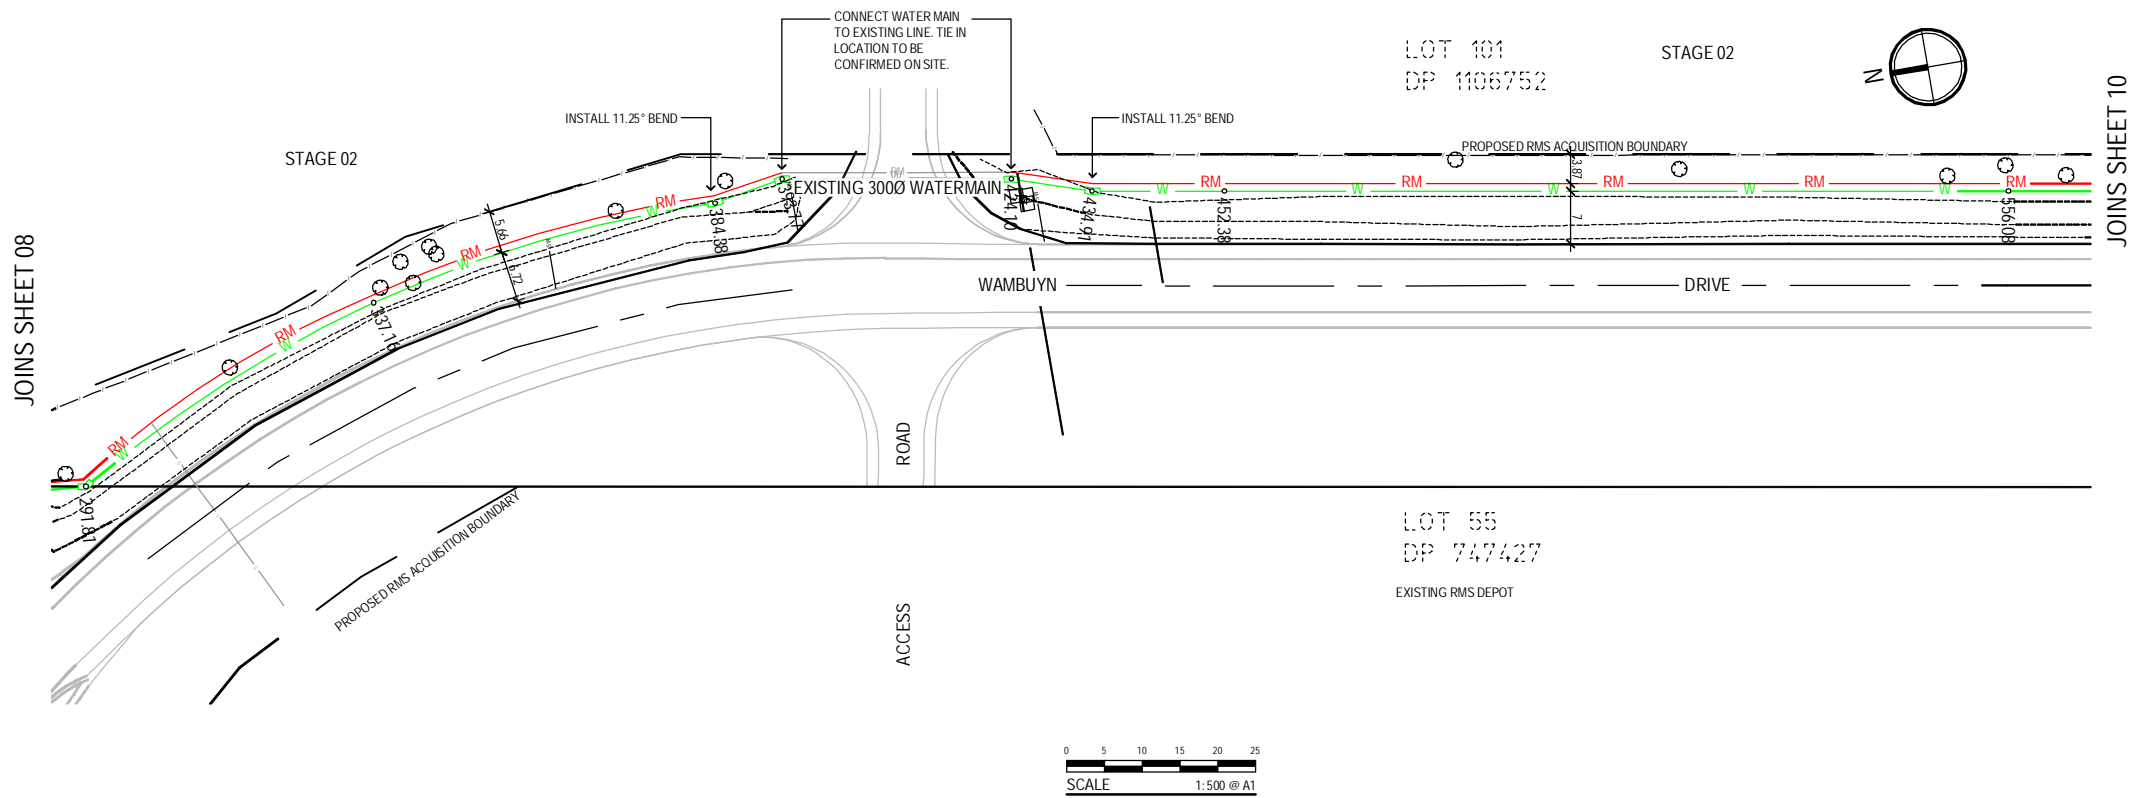 CONNECT WATER MAIN
TO EXISTING LINE. TIE IN
LOCATION TO BE
CONFIRMED ON SITE.
LOT 101
DP 1106752
STAGE 02
N
JOINS SHEET 10
INSTALL 11.25° BEND
INSTALL 11.25° BEND
STAGE 02
PROPOSED RMS ACQUISITION BOUNDARY
3.87
RM
EXISTING 300Ø WATERMAIN
RM
RM
RM
RM
RM
W
W
W
W
W
RM
W
384.88
424.10
434.91
452.38
7
556.08
5.66
RM
W
6.72
WAMBUYN
DRIVE
JOINS SHEET 08
RM
W
337.16
RM
W
291.81
ROAD
ACCESS
PROPOSED RMS ACQUISITION BOUNDARY
LOT 55
DP 747427
EXISTING RMS DEPOT
0 5 10 15 20 25
SCALE 1:500 @ A1